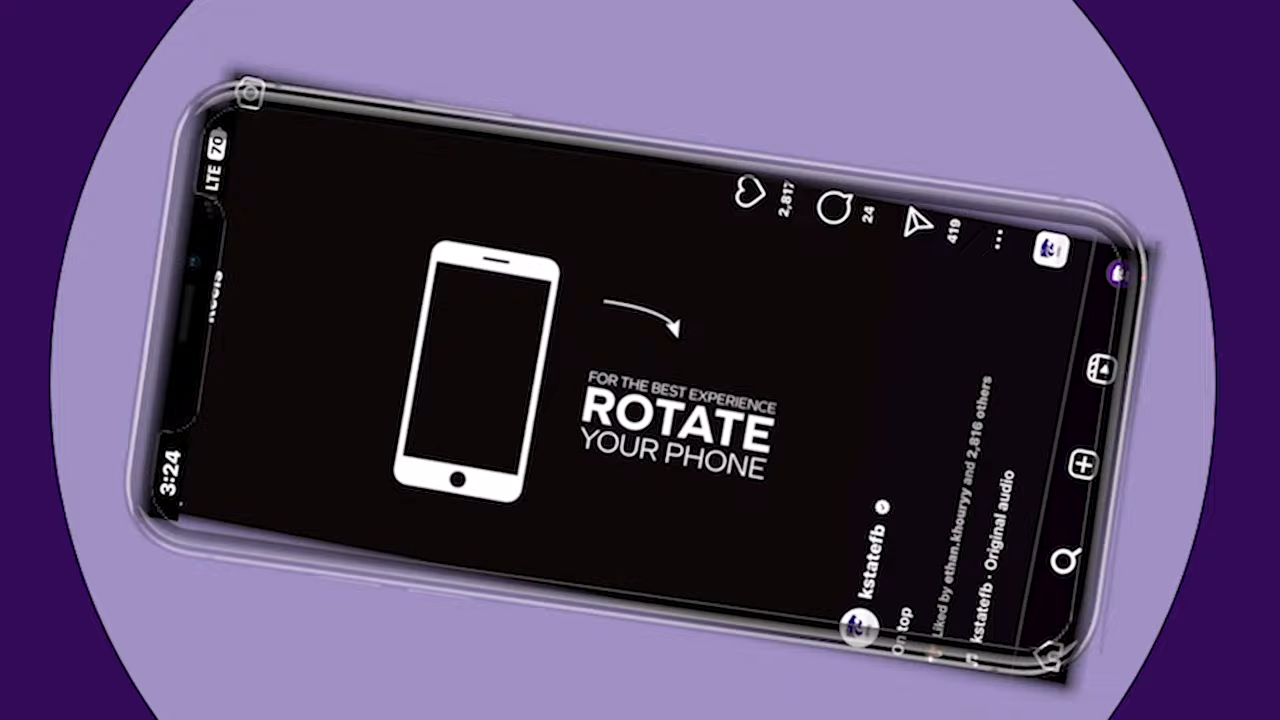 LTE 70
Reels
3:24
FOR THE BEST EXPERIENCE
ROTATE
YOUR PHONE
2,817
24
419
kstatefb
On top
Liked by ethan.khouryy and 2,816 others
kstatefb · Original audio